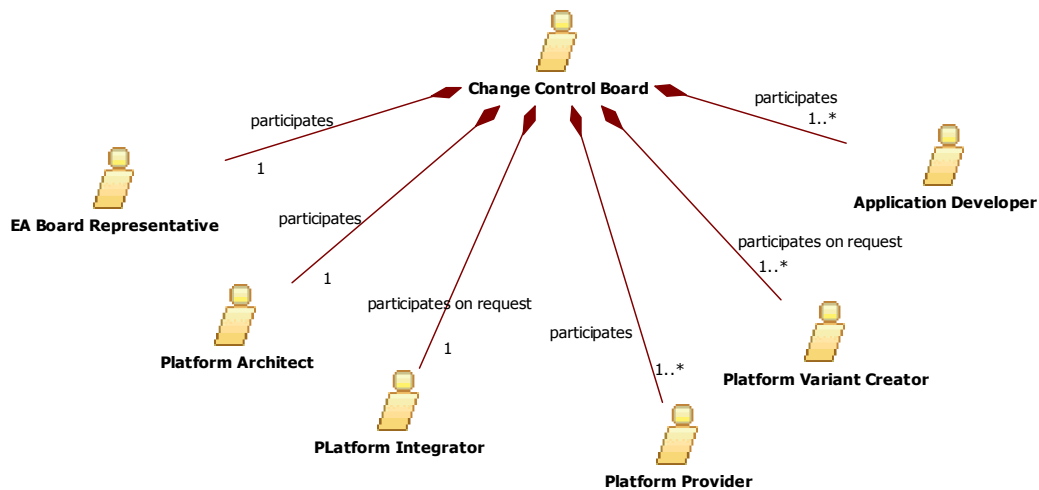 Change Control Board
participates
1..*
participates
1
Application Developer
EA Board Representative
participates
participates on request
1..*
1
participates on request
participates
1
Platform Architect
1..*
Platform Variant Creator
PLatform Integrator
Platform Provider